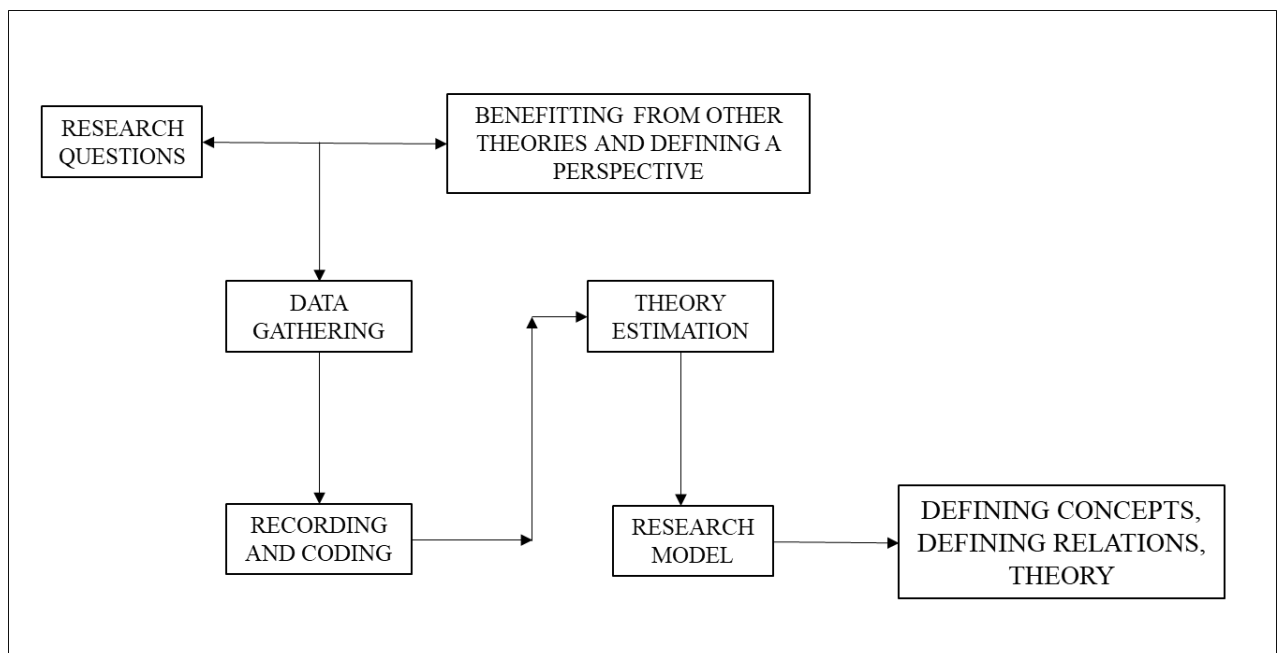 RESEARCH
QUESTIONS
BENEFITTING FROM OTHER
THEORIES AND DEFINING A
PERSPECTIVE
DATA
GATHERING
THEORY
ESTIMATION
RECORDING
AND CODING
RESEARCH
MODEL
DEFINING CONCEPTS,
DEFINING RELATIONS,
THEORY